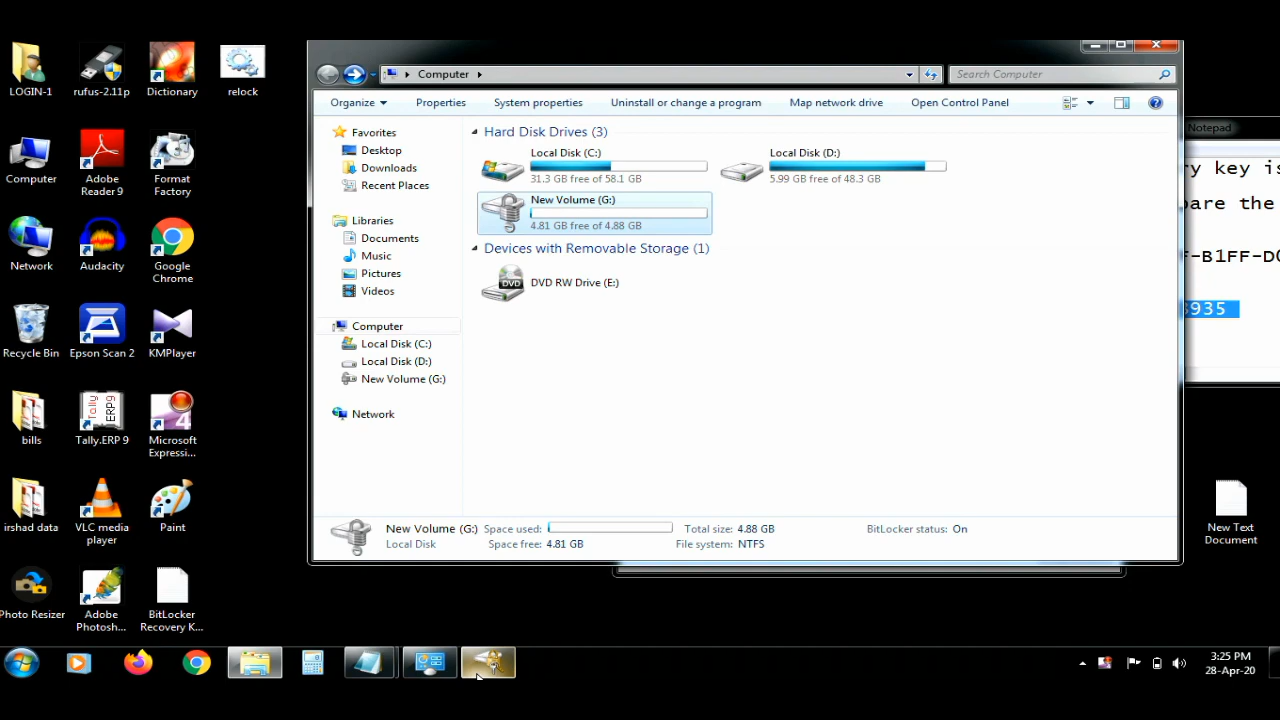 LOGIN-1
rufus-2.11p
Dictionary
relock
Computer
Adobe
Reader 9
Format
Factory
Network
Audacity
Google
Chrome
Recycle Bin
Epson Scan 2
KMPlayer
bills
Tally.ERP 9
Microsoft
Expressi...
irshad data
VLC media
player
Paint
Photo Resizer
Adobe
Photosh...
BitLocker
Recovery K...
Computer
Search Computer
Organize
Properties
System properties
Uninstall or change a program
Map network drive
Open Control Panel
Favorites
Desktop
Downloads
Recent Places
Libraries
Documents
Music
Pictures
Videos
Computer
Local Disk (C:)
Local Disk (D:)
New Volume (G:)
Network
Hard Disk Drives (3)
Local Disk (C:)
31.3 GB free of 58.1 GB
Local Disk (D:)
5.99 GB free of 48.3 GB
New Volume (G:)
4.81 GB free of 4.88 GB
Devices with Removable Storage (1)
DVD
DVD RW Drive (E:)
New Volume (G:) Space used: Total size: 4.88 GB BitLocker status: On
Local Disk Space free: 4.81 GB File system: NTFS
Notepad
ry key is
pare the
F-B1FF-D0
3935
New Text
Document
3:25 PM
28-Apr-20